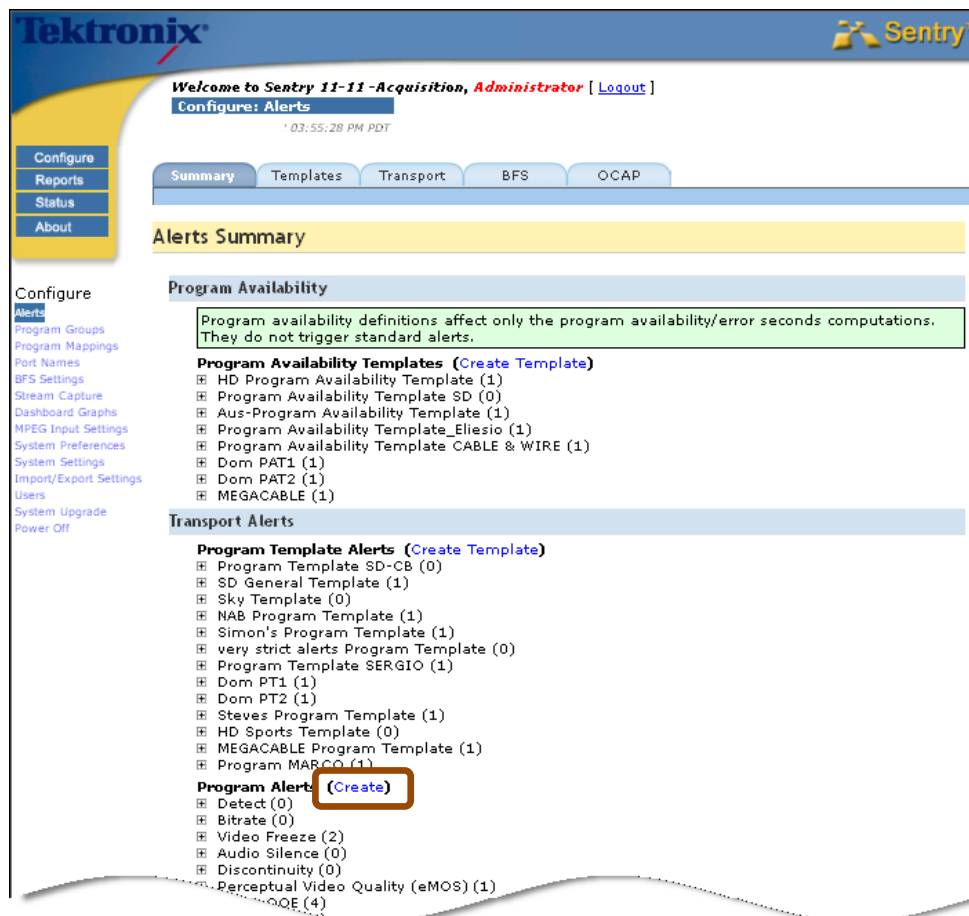 Tektronix
Sentry
Welcome to Sentry 11-11-Acquisition, Administrator [ Logout ]
Configure: Alerts
03:55:28 PM PDT
Configure
Reports
Status
About
Summary Templates Transport BFS OCAP
Alerts Summary
Configure
Alerts
Program Groups
Program Mappings
Port Names
BFS Settings
Stream Capture
Dashboard Graphs
MPEG Input Settings
System Preferences
System Settings
Import/Export Settings
Users
System Upgrade
Power Off
Program Availability
Program availability definitions affect only the program availability/error seconds computations.
They do not trigger standard alerts.
Program Availability Templates (Create Template)
HD Program Availability Template (1)
Program Availability Template SD (0)
Aus-Program Availability Template (1)
Program Availability Template_Eliesio (1)
Program Availability Template CABLE & WIRE (1)
Dom PAT1 (1)
Dom PAT2 (1)
MEGACABLE (1)
Transport Alerts
Program Template Alerts (Create Template)
Program Template SD-CB (0)
SD General Template (1)
Sky Template (0)
NAB Program Template (1)
Simon's Program Template (1)
very strict alerts Program Template (0)
Program Template SERGIO (1)
Dom PT1 (1)
Dom PT2 (1)
Steves Program Template (1)
HD Sports Template (0)
MEGACABLE Program Template (1)
Program MARCO (1)
Program Alerts (Create)
Detect (0)
Bitrate (0)
Video Freeze (2)
Audio Silence (0)
Discontinuity (0)
Perceptual Video Quality (eMOS) (1)
QOE (4)